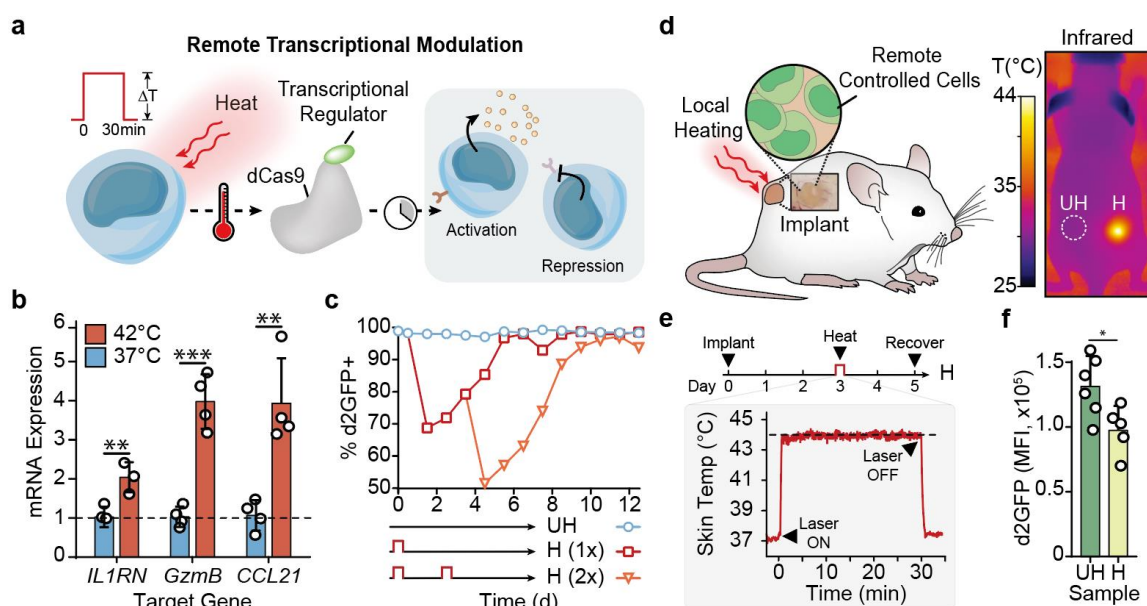 a
Remote Transcriptional Modulation
ΔT
0 30min
Heat
Transcriptional
Regulator
dCas9
Activation
Repression
b
mRNA Expression
6
5
4
3
2
1
0
42°C
37°C
**
***
**
IL1RN GzmB CCL21
Target Gene
c
% d2GFP+
100
90
80
70
60
50
0 2 4 6 8 10 12
UH
H (1x)
H (2x)
Time (d)
d
Local
Heating
Remote
Controlled Cells
Implant
Infrared
T(°C)
44
35
25
UH H
e
Implant Heat Recover
Day 0 1 2 3 4 5 H
Skin Temp (°C)
45
43
41
39
37
Laser
OFF
Laser
ON
0 10 20 30
Time (min)
f
d2GFP (MFI, x10⁵)
*
1.5
1.0
0.5
0
UH H
Sample